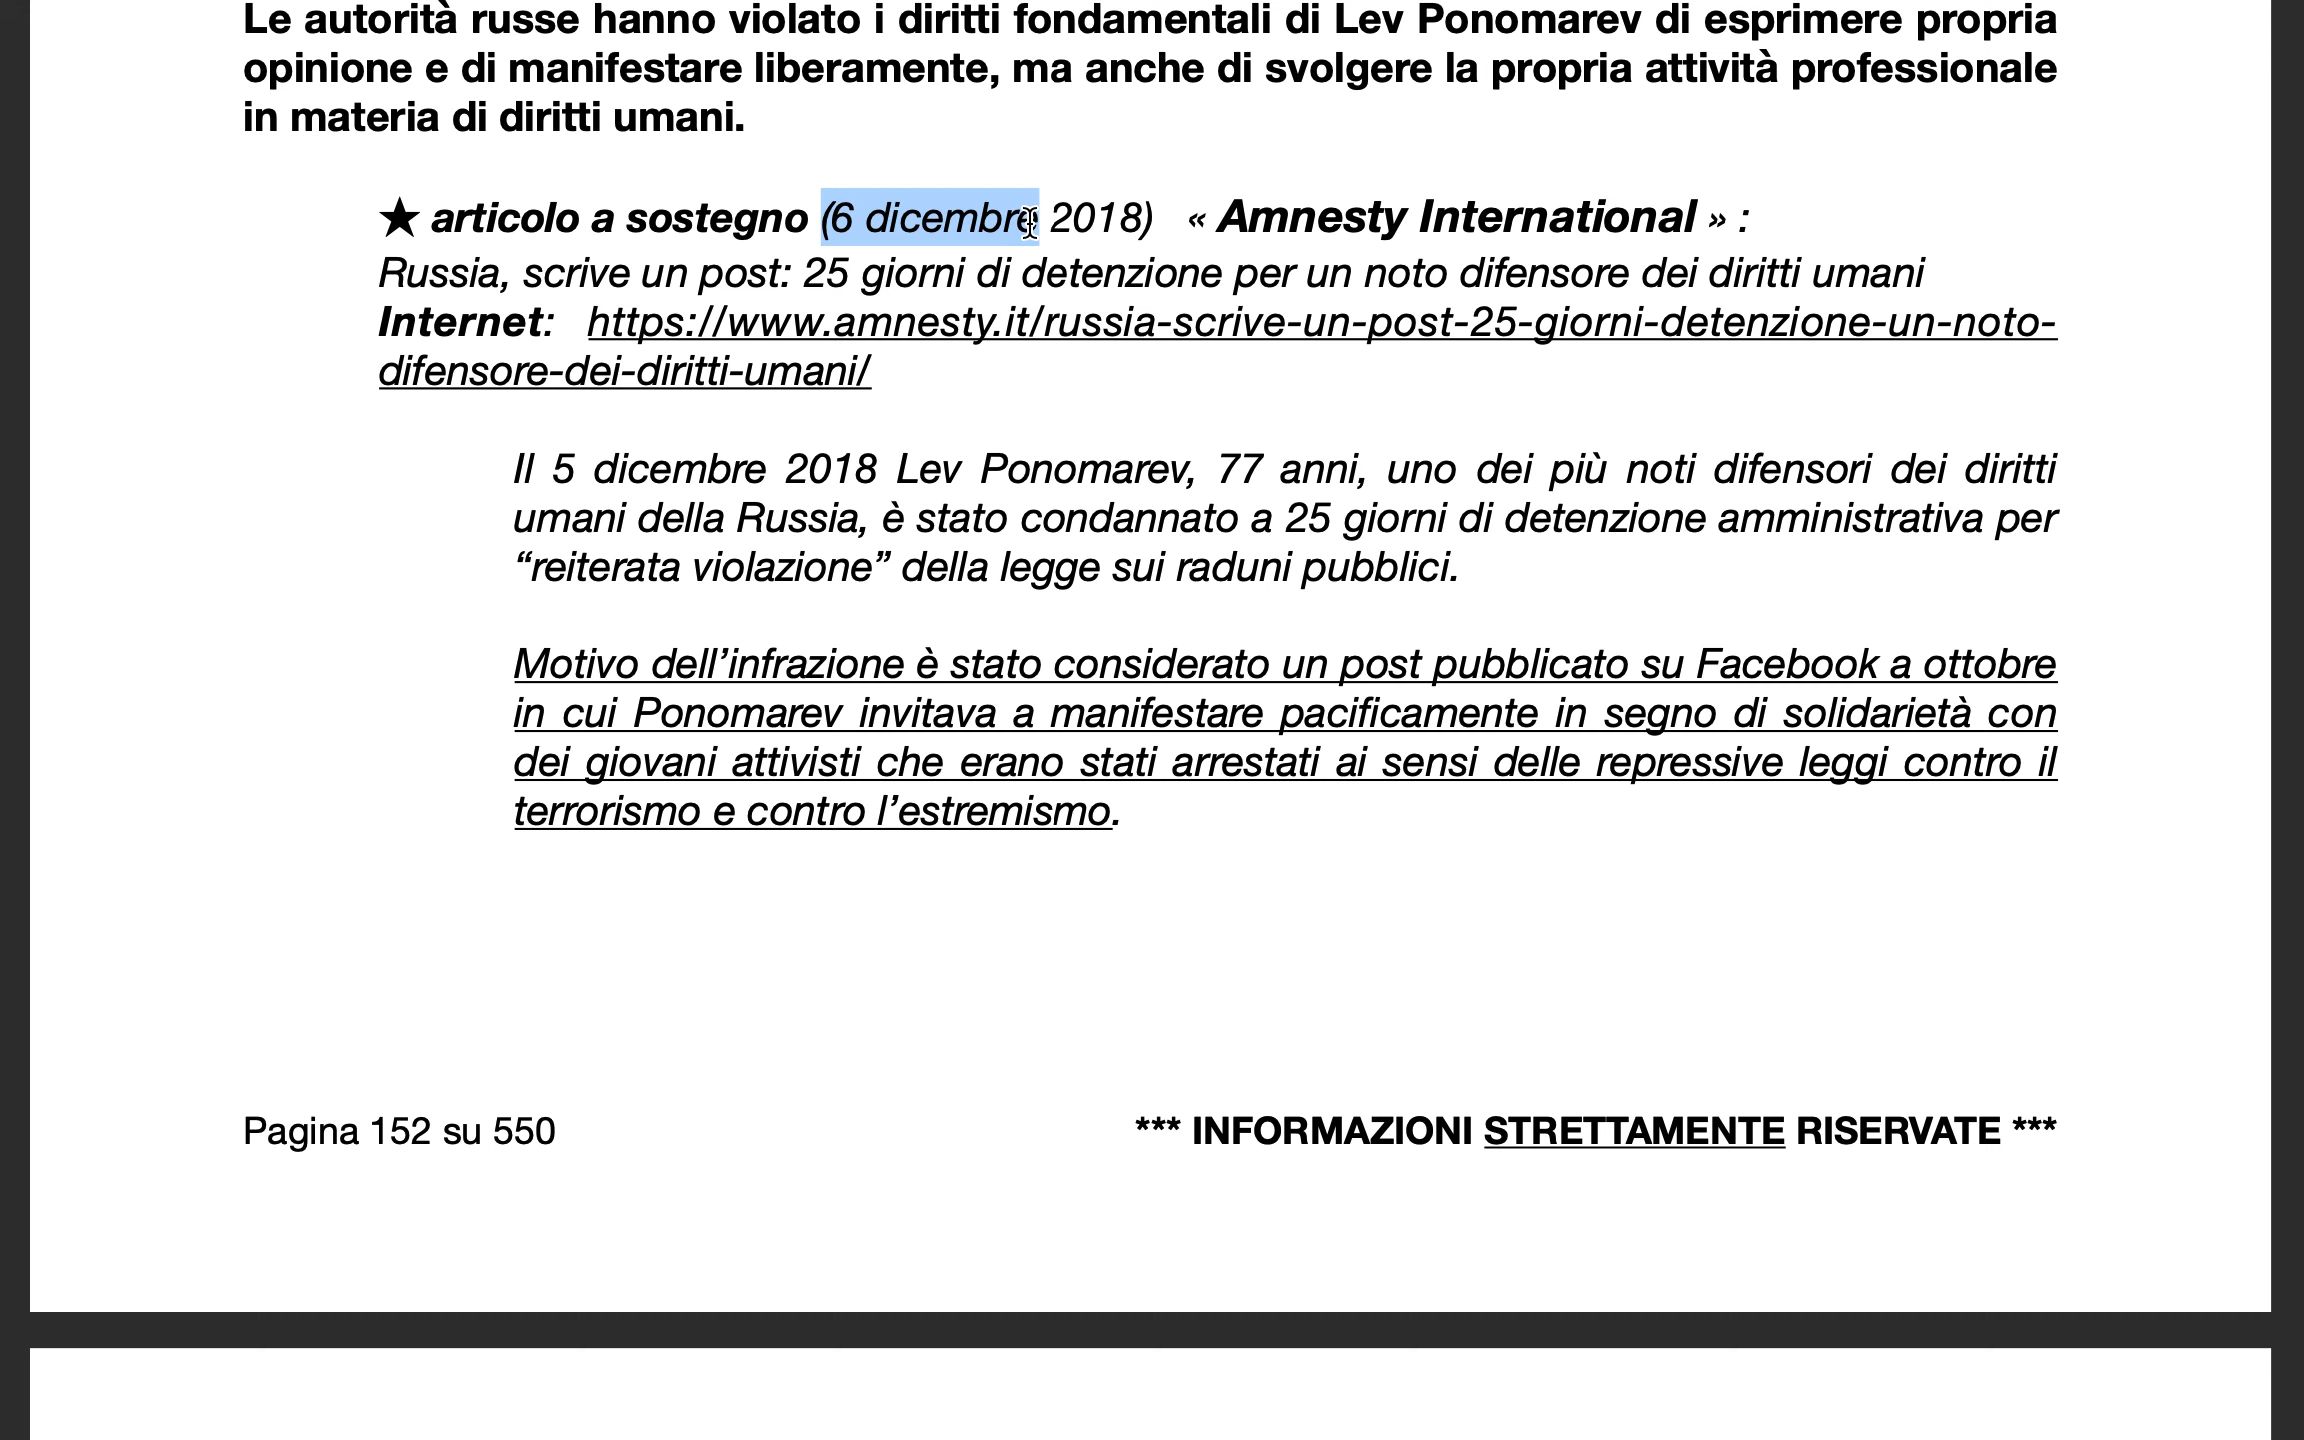 Le autorità russe hanno violato i diritti fondamentali di Lev Ponomarev di esprimere propria
opinione e di manifestare liberamente, ma anche di svolgere la propria attività professionale
in materia di diritti umani.
★ articolo a sostegno (6 dicembre 2018) « Amnesty International » :
Russia, scrive un post: 25 giorni di detenzione per un noto difensore dei diritti umani
Internet: https://www.amnesty.it/russia-scrive-un-post-25-giorni-detenzione-un-noto-
difensore-dei-diritti-umani/
Il 5 dicembre 2018 Lev Ponomarev, 77 anni, uno dei più noti difensori dei diritti
umani della Russia, è stato condannato a 25 giorni di detenzione amministrativa per
“reiterata violazione” della legge sui raduni pubblici.
Motivo dell’infrazione è stato considerato un post pubblicato su Facebook a ottobre
in cui Ponomarev invitava a manifestare pacificamente in segno di solidarietà con
dei giovani attivisti che erano stati arrestati ai sensi delle repressive leggi contro il
terrorismo e contro l’estremismo.
Pagina 152 su 550
*** INFORMAZIONI STRETTAMENTE RISERVATE ***